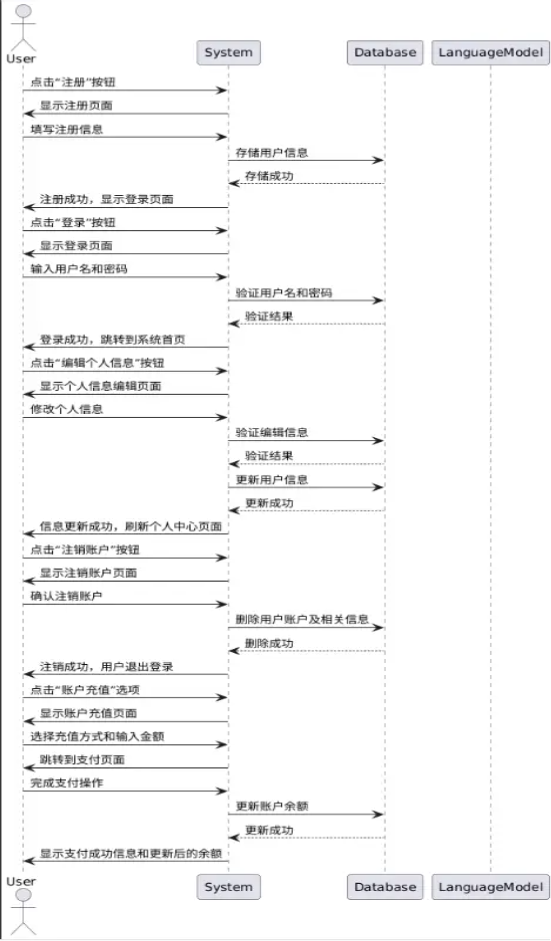 User
System
Database
LanguageModel
点击“注册”按钮
显示注册页面
填写注册信息
存储用户信息
存储成功
注册成功，显示登录页面
点击“登录”按钮
显示登录页面
输入用户名和密码
验证用户名和密码
验证结果
登录成功，跳转到系统首页
点击“编辑个人信息”按钮
显示个人信息编辑页面
修改个人信息
验证编辑信息
验证结果
更新用户信息
更新成功
信息更新成功，刷新个人中心页面
点击“注销账户”按钮
显示注销账户页面
确认注销账户
删除用户账户及相关信息
删除成功
注销成功，用户退出登录
点击“账户充值”选项
显示账户充值页面
选择充值方式和输入金额
跳转到支付页面
完成支付操作
更新账户余额
更新成功
显示支付成功信息和更新后的余额
User
System
Database
LanguageModel